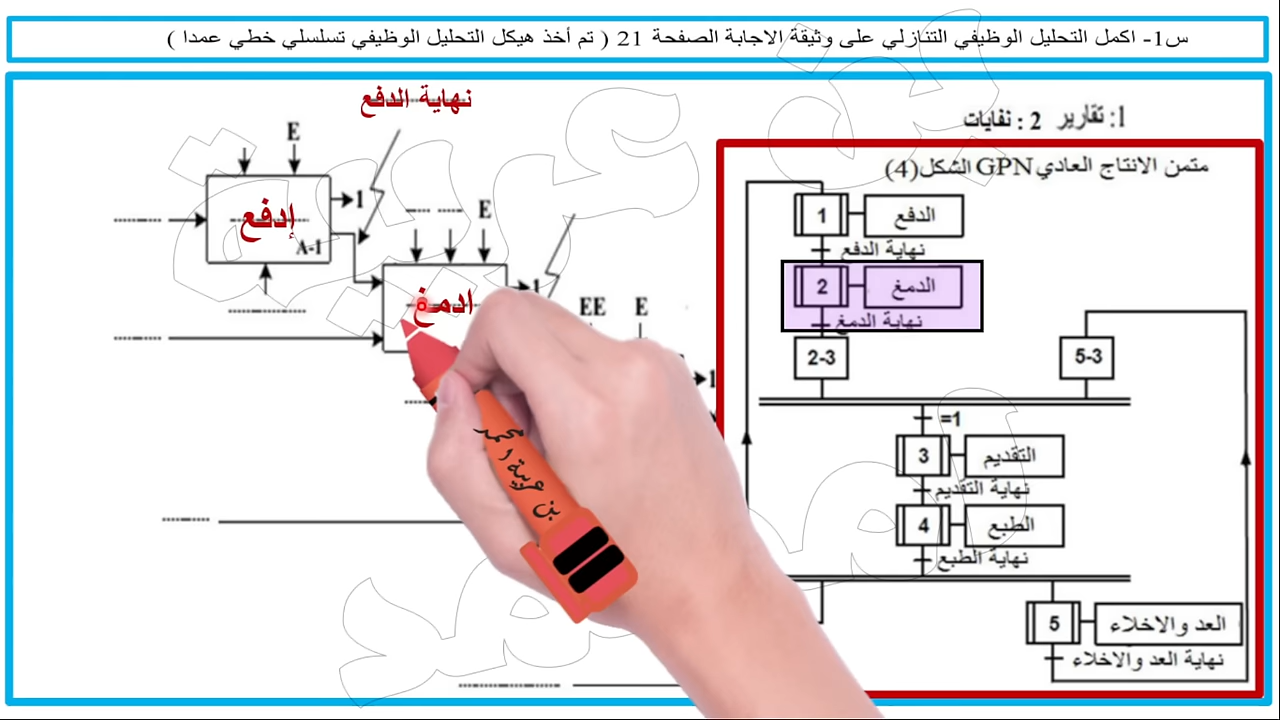 س1- اكمل التحليل الوظيفي التنازلي على وثيقة الاجابة الصفحة 21 ( تم أخذ هيكل التحليل الوظيفي تسلسلي خطي عمدا )
1: تقارير 2 : نفايات
نهاية الدفع
E
1
إدفع
A-1
E
1
ادمغ
EE E
1
متمن الانتاج العادي GPN الشكل(4)
1 الدفع
نهاية الدفع
2 الدمغ
نهاية الدمغ
2-3
5-3
=1
3 التقديم
نهاية التقديم
4 الطبع
نهاية الطبع
5 العد والاخلاء
نهاية العد والاخلاء
محمد
بن عربية